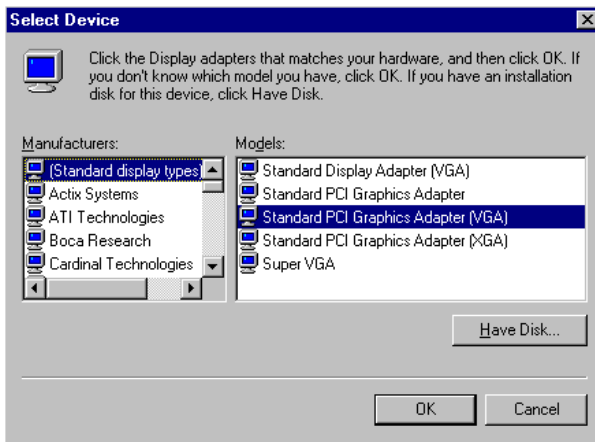 Select Device
Click the Display adapters that matches your hardware, and then click OK. If
you don't know which model you have, click OK. If you have an installation
disk for this device, click Have Disk.
Manufacturers:
(Standard display types)
Actix Systems
ATI Technologies
Boca Research
Cardinal Technologies
Models:
Standard Display Adapter (VGA)
Standard PCI Graphics Adapter
Standard PCI Graphics Adapter (VGA)
Standard PCI Graphics Adapter (XGA)
Super VGA
Have Disk...
OK
Cancel